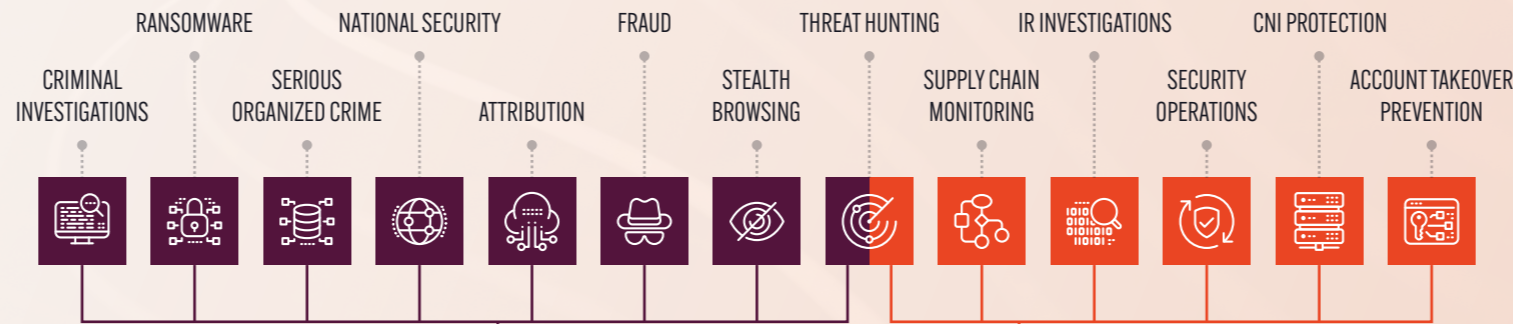 RANSOMWARE
NATIONAL SECURITY
FRAUD
THREAT HUNTING
IR INVESTIGATIONS
CNI PROTECTION
CRIMINAL
INVESTIGATIONS
SERIOUS
ORGANIZED CRIME
ATTRIBUTION
STEALTH
BROWSING
SUPPLY CHAIN
MONITORING
SECURITY
OPERATIONS
ACCOUNT TAKEOVER
PREVENTION